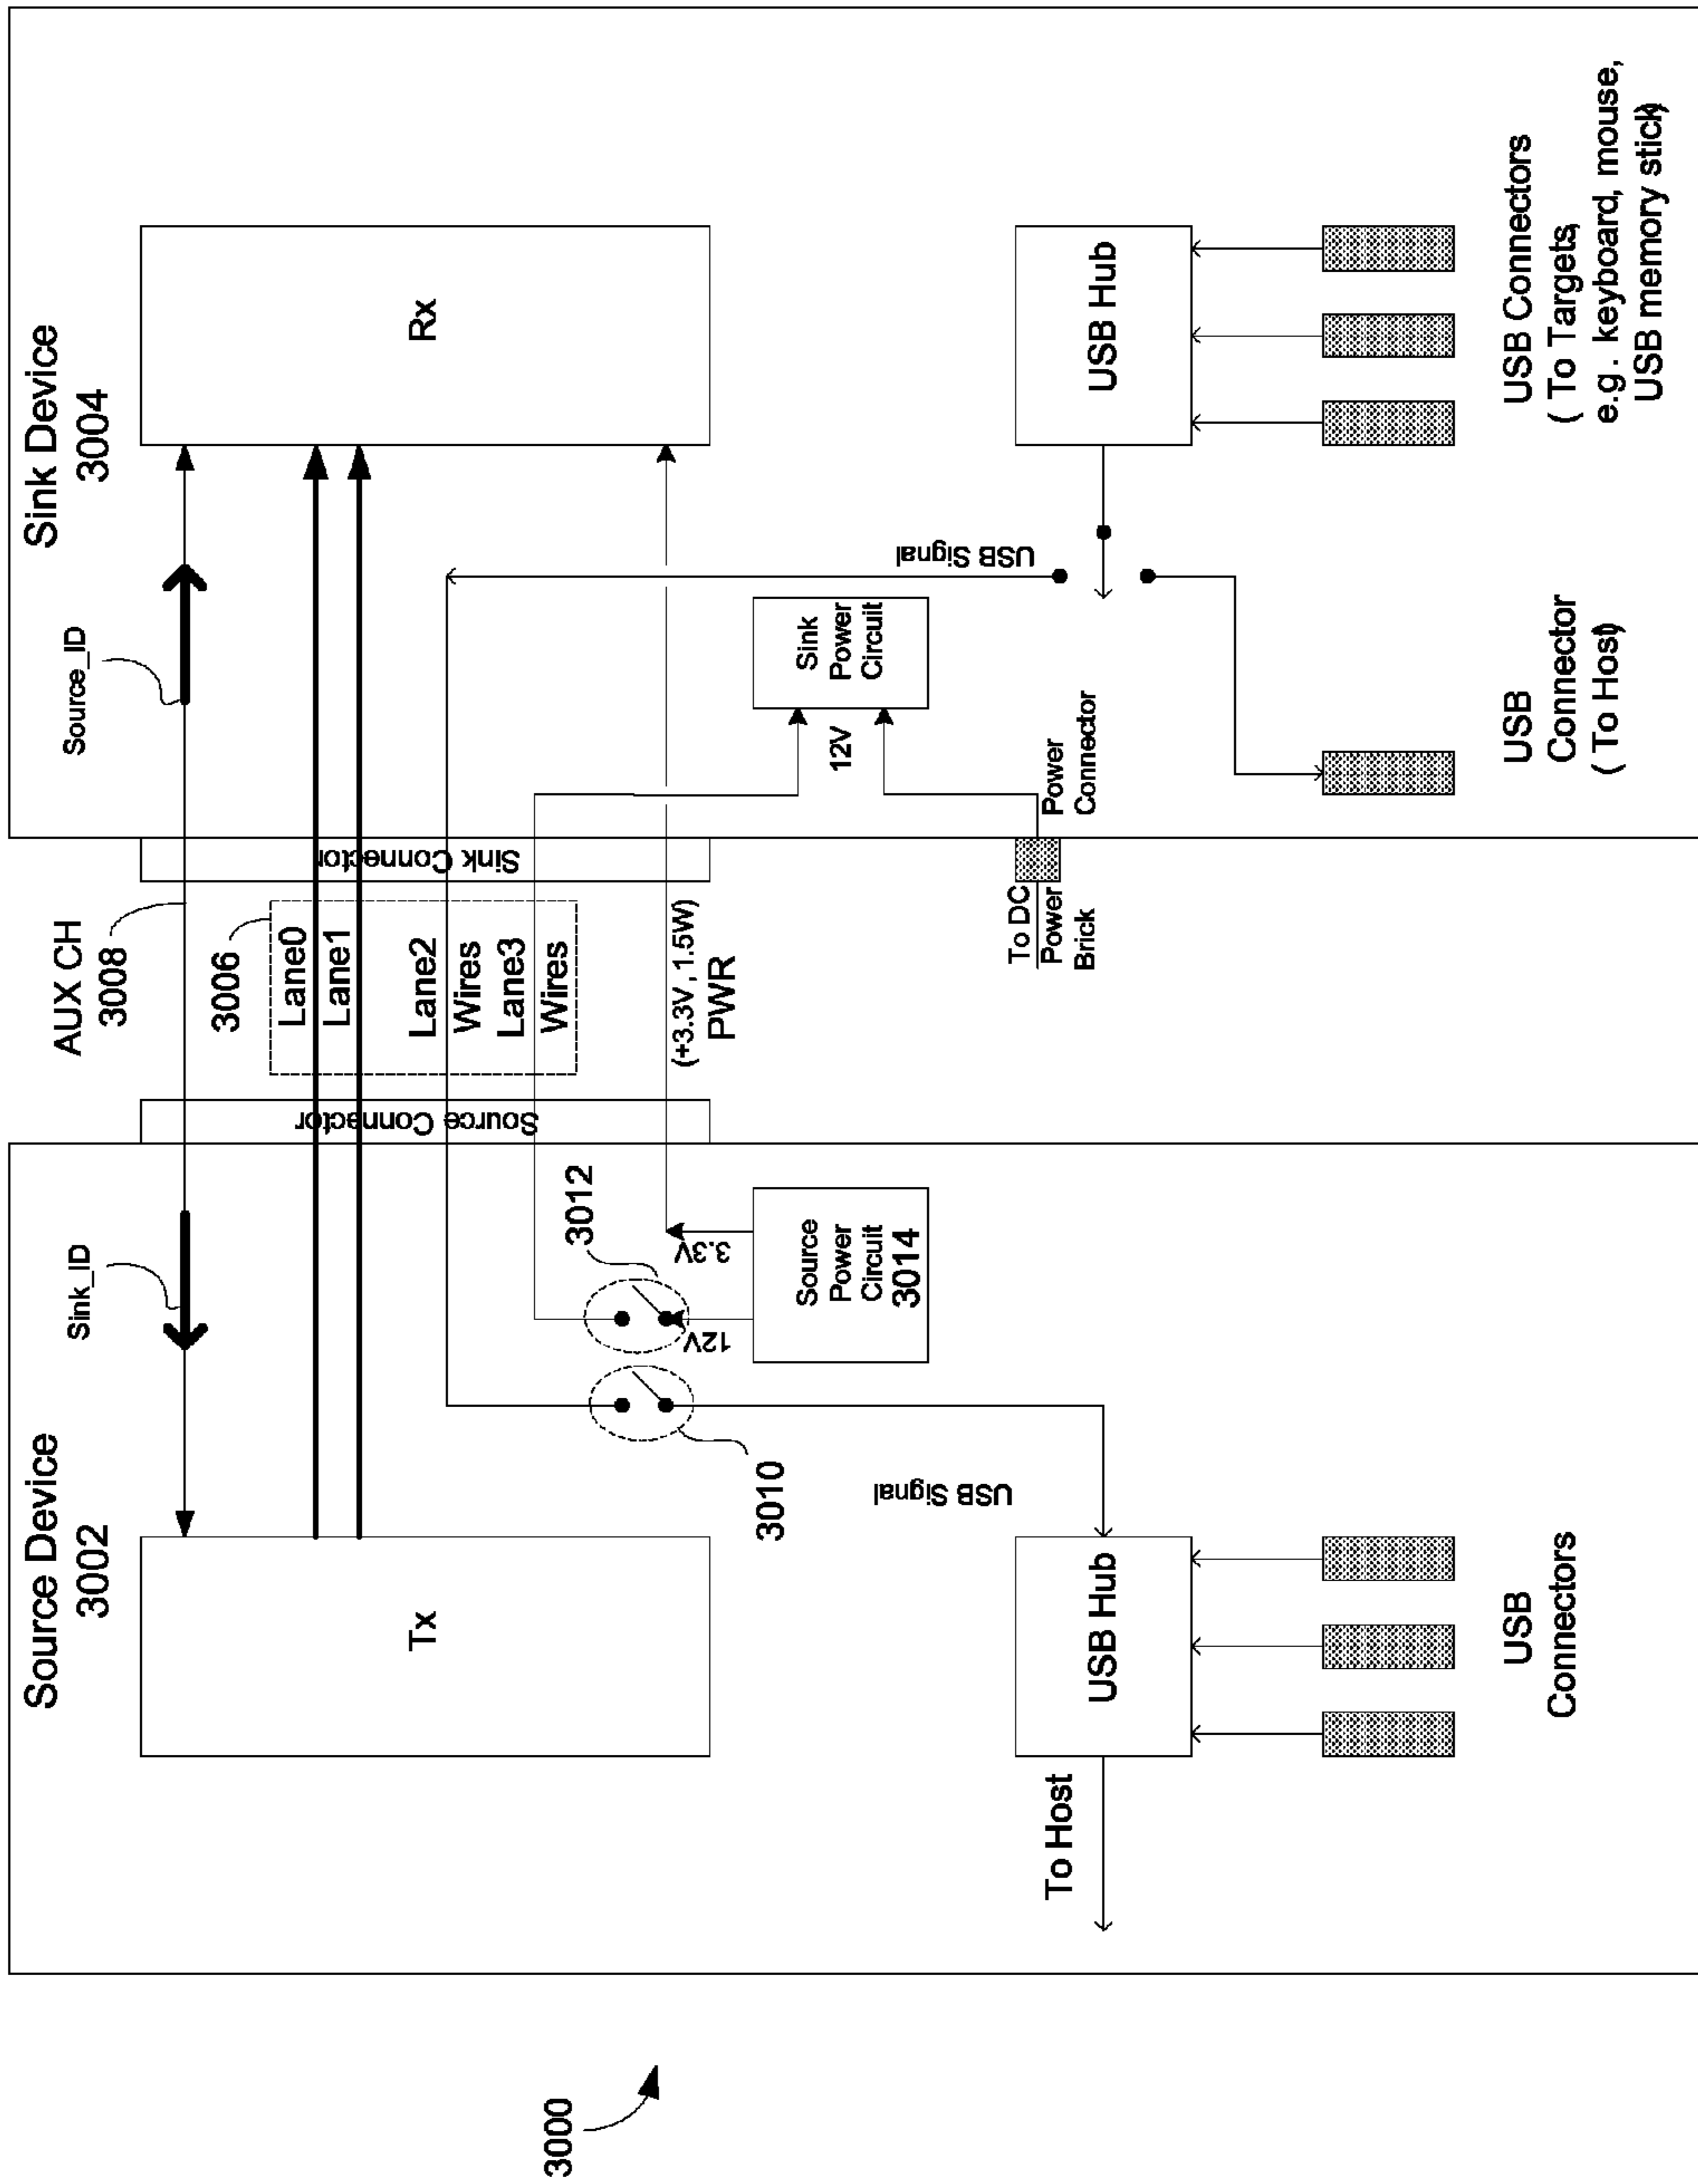 Source Device
3002
Sink Device
3004
Sink_ID
Source_ID
AUX CH
3008
3006
Tx
Rx
Source Connector
Sink Connector
Lane0
Lane1
Lane2
Wires
Lane3
Wires
(+3.3V, 1.5W)
PWR
3012
3010
12V
3.3V
Source
Power
Circuit
3014
Sink
Power
Circuit
12V
USB Signal
USB Signal
To DC
Power
Brick
Power
Connector
To Host
USB Hub
USB Hub
USB
Connectors
USB
Connector
( To Host)
USB Connectors
( To Targets,
e.g . keyboard, mouse,
USB memory stick)
3000